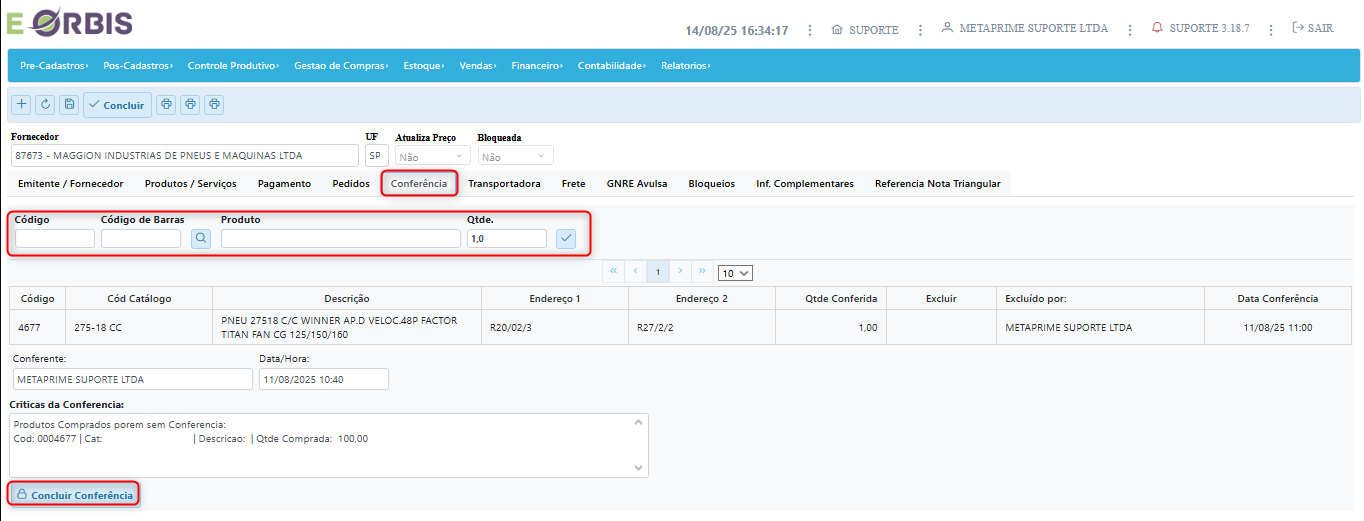 E ORBIS
14/08/25 16:34:17 SUPORTE METAPRIME SUPORTE LTDA SUPORTE 3.18.7 SAIR
Pre-Cadastros› Pos-Cadastros› Controle Produtivo› Gestao de Compras› Estoque› Vendas› Financeiro› Contabilidade› Relatorios›
Concluir
Fornecedor UF Atualiza Preço Bloqueada
87673 - MAGGION INDUSTRIAS DE PNEUS E MAQUINAS LTDA SP Não Não
Emitente / Fornecedor Produtos / Serviços Pagamento Pedidos Conferência Transportadora Frete GNRE Avulsa Bloqueios Inf. Complementares Referencia Nota Triangular
Código Código de Barras Produto Qtde.
1,0
« ‹ 1 › » 10
Código Cód Catálogo Descrição Endereço 1 Endereço 2 Qtde Conferida Excluir Excluído por: Data Conferência
4677 275-18 CC PNEU 27518 C/C WINNER AP.D VELOC.48P FACTOR R20/02/3 R27/2/2 1,00 METAPRIME SUPORTE LTDA 11/08/25 11:00
TITAN FAN CG 125/150/160
Conferente: Data/Hora:
METAPRIME SUPORTE LTDA 11/08/2025 10:40
Criticas da Conferencia:
Produtos Comprados porem sem Conferencia:
Cod: 0004677 | Cat: | Descricao: | Qtde Comprada: 100,00
Concluir Conferência